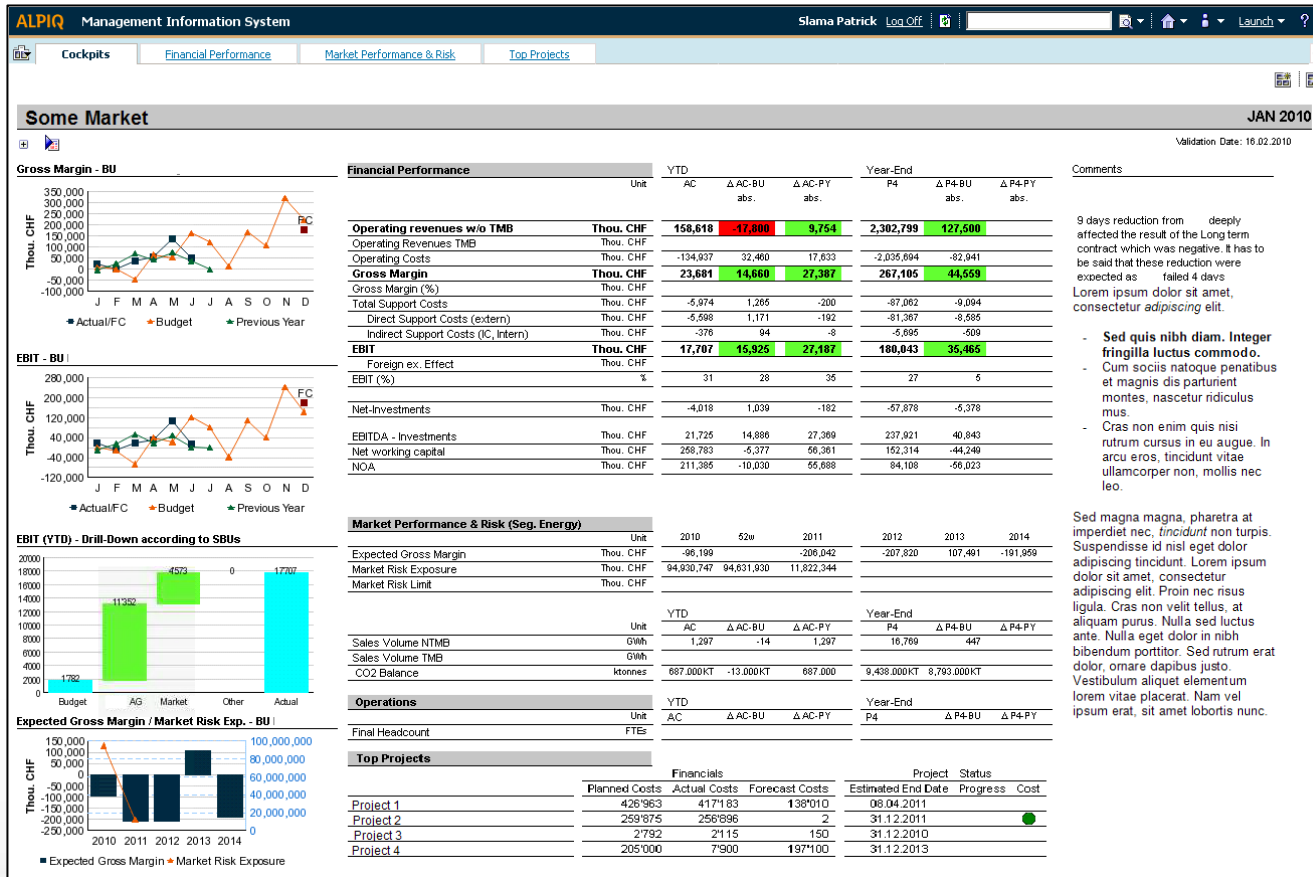 ALPIQ Management Information System Slama Patrick Log Off Launch ?
Cockpits Financial Performance Market Performance & Risk Top Projects
Some Market JAN 2010
Validation Date: 16.02.2010
Gross Margin - BU
350,000
300,000
250,000
200,000
150,000
100,000
50,000
0
-50,000
-100,000
Thou. CHF
FC
J F M A M J J A S O N D
Actual/FC Budget Previous Year
EBIT - BU
280,000
200,000
120,000
40,000
-40,000
-120,000
Thou. CHF
FC
J F M A M J J A S O N D
Actual/FC Budget Previous Year
EBIT (YTD) - Drill-Down according to SBUs
20000
18000
16000
14000
12000
10000
8000
6000
4000
2000
0
1782 11'352 4'573 0 17707
Budget AG Market Other Actual
Expected Gross Margin / Market Risk Exp. - BU
150,000
100,000
50,000
0
-50,000
-100,000
-150,000
-200,000
-250,000
Thou. CHF
100,000,000
80,000,000
60,000,000
40,000,000
20,000,000
0
2010 2011 2012 2013 2014
Expected Gross Margin Market Risk Exposure
Financial Performance YTD Year-End
Unit AC Δ AC-BU Δ AC-PY P4 Δ P4-BU Δ P4-PY
abs. abs. abs. abs.
Operating revenues w/o TMB Thou. CHF 158,618 -17,800 9,754 2,302,799 127,500
Operating Revenues TMB Thou. CHF
Operating Costs Thou. CHF -134,937 32,460 17,633 -2,035,694 -82,941
Gross Margin Thou. CHF 23,681 14,660 27,387 267,105 44,559
Gross Margin (%) Thou. CHF
Total Support Costs Thou. CHF -5,974 1,265 -200 -87,062 -9,094
Direct Support Costs (extern) Thou. CHF -5,598 1,171 -192 -81,367 -8,585
Indirect Support Costs (IC, Intern) Thou. CHF -376 94 -8 -5,695 -509
EBIT Thou. CHF 17,707 15,925 27,187 180,043 35,465
Foreign ex. Effect Thou. CHF
EBIT (%) % 31 28 35 27 5
Net-Investments Thou. CHF -4,018 1,039 -182 -57,878 -5,378
EBITDA - Investments Thou. CHF 21,725 14,886 27,369 237,921 40,843
Net working capital Thou. CHF 258,783 -5,377 56,361 152,314 -44,249
NOA Thou. CHF 211,385 -10,030 55,688 84,108 -56,023
Market Performance & Risk (Seg. Energy)
Unit 2010 52w 2011 2012 2013 2014
Expected Gross Margin Thou. CHF -96,199 -206,042 -207,820 107,491 -191,959
Market Risk Exposure Thou. CHF 94,930,747 94,631,930 11,822,344
Market Risk Limit Thou. CHF
YTD Year-End
Unit AC Δ AC-BU Δ AC-PY P4 Δ P4-BU Δ P4-PY
Sales Volume NTMB GWh 1,297 -14 1,297 16,769 447
Sales Volume TMB GWh
CO2 Balance ktonnes 687.000KT -13.000KT 687.000 9,438.000KT 8,793.000KT
Operations YTD Year-End
Unit AC Δ AC-BU Δ AC-PY P4 Δ P4-BU Δ P4-PY
Final Headcount FTEs
Top Projects
Financials Project Status
Planned Costs Actual Costs Forecast Costs Estimated End Date Progress Cost
Project 1 426'963 417'183 138'010 08.04.2011
Project 2 259'875 256'896 2 31.12.2011
Project 3 2'792 2'115 150 31.12.2010
Project 4 205'000 7'900 197'100 31.12.2013
Comments
9 days reduction from deeply
affected the result of the Long term
contract which was negative. It has to
be said that these reduction were
expected as failed 4 days
Lorem ipsum dolor sit amet,
consectetur adipiscing elit.
- Sed quis nibh diam. Integer
fringilla luctus commodo.
- Cum sociis natoque penatibus
et magnis dis parturient
montes, nascetur ridiculus
mus.
- Cras non enim quis nisi
rutrum cursus in eu augue. In
arcu eros, tincidunt vitae
ullamcorper non, mollis nec
leo.
Sed magna magna, pharetra at
imperdiet nec, tincidunt non turpis.
Suspendisse id nisl eget dolor
adipiscing tincidunt. Lorem ipsum
dolor sit amet, consectetur
adipiscing elit. Proin nec risus
ligula. Cras non velit tellus, at
aliquam purus. Nulla sed luctus
ante. Nulla eget dolor in nibh
bibendum porttitor. Sed rutrum erat
dolor, ornare dapibus justo.
Vestibulum aliquet elementum
lorem vitae placerat. Nam vel
ipsum erat, sit amet lobortis nunc.